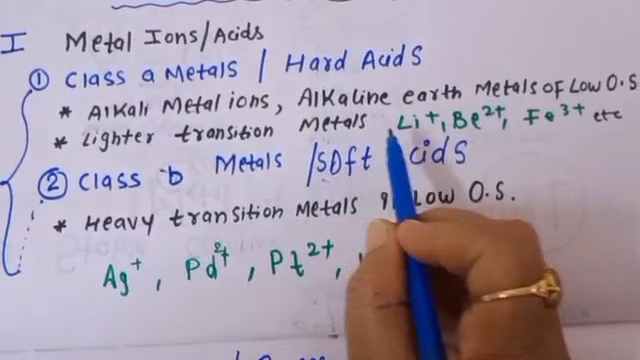 I Metal Ions/Acids
① Class a Metals / Hard Acids
* Alkali Metal ions, Alkaline earth Metals of Low O.S
* Lighter transition Metals Li⁺, Be²⁺, Fe³⁺ etc
② Class b Metals /Soft Acids
* Heavy transition Metals Low O.S.
Ag⁺, Pd²⁺, Pt²⁺,